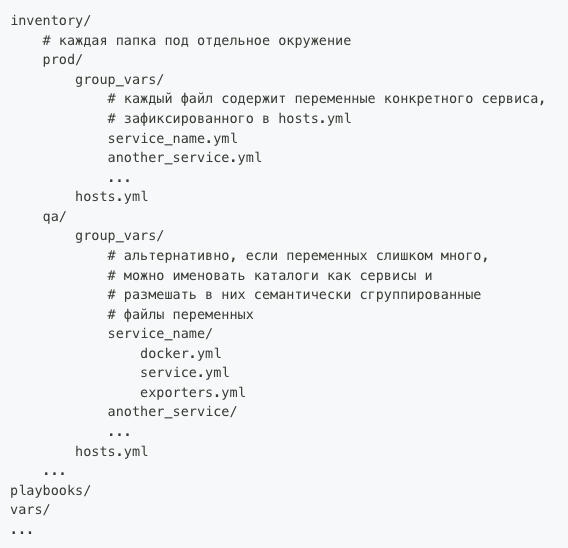 inventory/
    # каждая папка под отдельное окружение
    prod/
        group_vars/
            # каждый файл содержит переменные конкретного сервиса,
            # зафиксированного в hosts.yml
            service_name.yml
            another_service.yml
            ...
        hosts.yml
    qa/
        group_vars/
            # альтернативно, если переменных слишком много,
            # можно именовать каталоги как сервисы и
            # размешать в них семантически сгруппированные
            # файлы переменных
            service_name/
                docker.yml
                service.yml
                exporters.yml
            another_service/
            ...
        hosts.yml
    ...
playbooks/
vars/
...